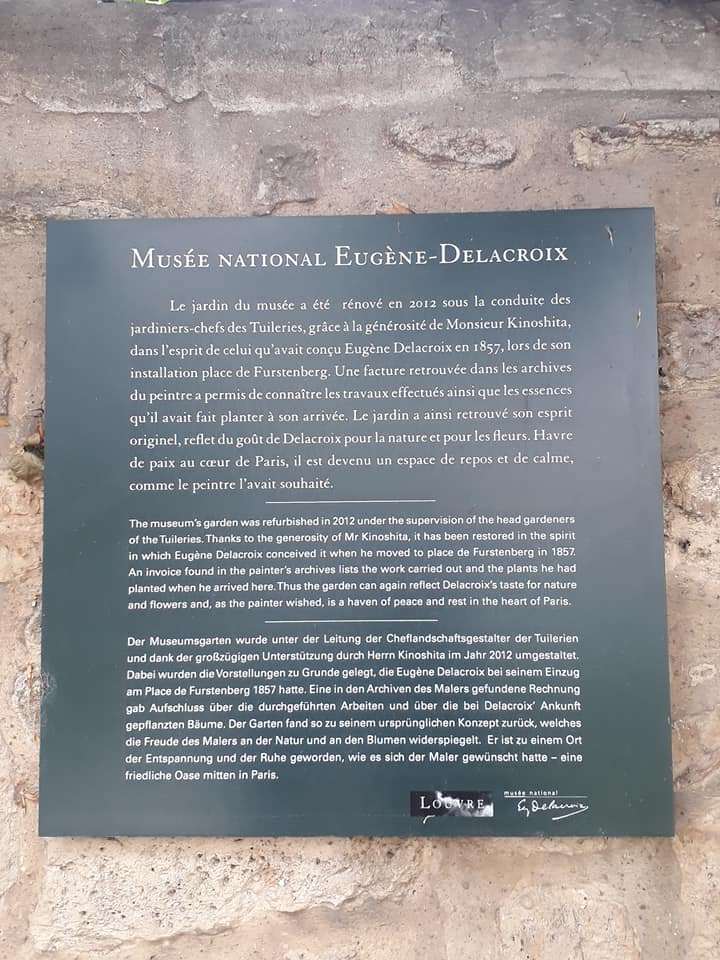 Musée national Eugène-Delacroix
Le jardin du musée a été rénové en 2012 sous la conduite des
jardiniers-chefs des Tuileries, grâce à la générosité de Monsieur Kinoshita,
dans l'esprit de celui qu'avait conçu Eugène Delacroix en 1857, lors de son
installation place de Furstenberg. Une facture retrouvée dans les archives
du peintre a permis de connaître les travaux effectués ainsi que les essences
qu'il avait fait planter à son arrivée. Le jardin a ainsi retrouvé son esprit
originel, reflet du goût de Delacroix pour la nature et pour les fleurs. Havre
de paix au cœur de Paris, il est devenu un espace de repos et de calme,
comme le peintre l'avait souhaité.
The museum's garden was refurbished in 2012 under the supervision of the head gardeners
of the Tuileries. Thanks to the generosity of Mr Kinoshita, it has been restored in the spirit
in which Eugène Delacroix conceived it when he moved to place de Furstenberg in 1857.
An invoice found in the painter's archives lists the work carried out and the plants he had
planted when he arrived here. Thus the garden can again reflect Delacroix's taste for nature
and flowers and, as the painter wished, is a haven of peace and rest in the heart of Paris.
Der Museumsgarten wurde unter der Leitung der Cheflandschaftsgestalter der Tuilerien
und dank der großzügigen Unterstützung durch Herrn Kinoshita im Jahr 2012 umgestaltet.
Dabei wurden die Vorstellungen zu Grunde gelegt, die Eugène Delacroix bei seinem Einzug
am Place de Furstenberg 1857 hatte. Eine in den Archiven des Malers gefundene Rechnung
gab Aufschluss über die durchgeführten Arbeiten und über die bei Delacroix' Ankunft
gepflanzten Bäume. Der Garten fand so zu seinem ursprünglichen Konzept zurück, welches
die Freude des Malers an der Natur und an den Blumen widerspiegelt. Er ist zu einem Ort
der Entspannung und der Ruhe geworden, wie es sich der Maler gewünscht hatte – eine
friedliche Oase mitten in Paris.
Louvre
musée national
Eug Delacroix